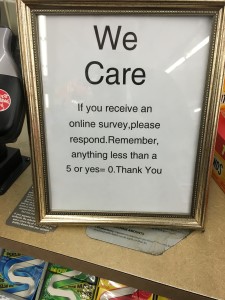 We
Care
If you receive an
online survey,please
respond.Remember,
anything less than a
5 or yes= 0.Thank You